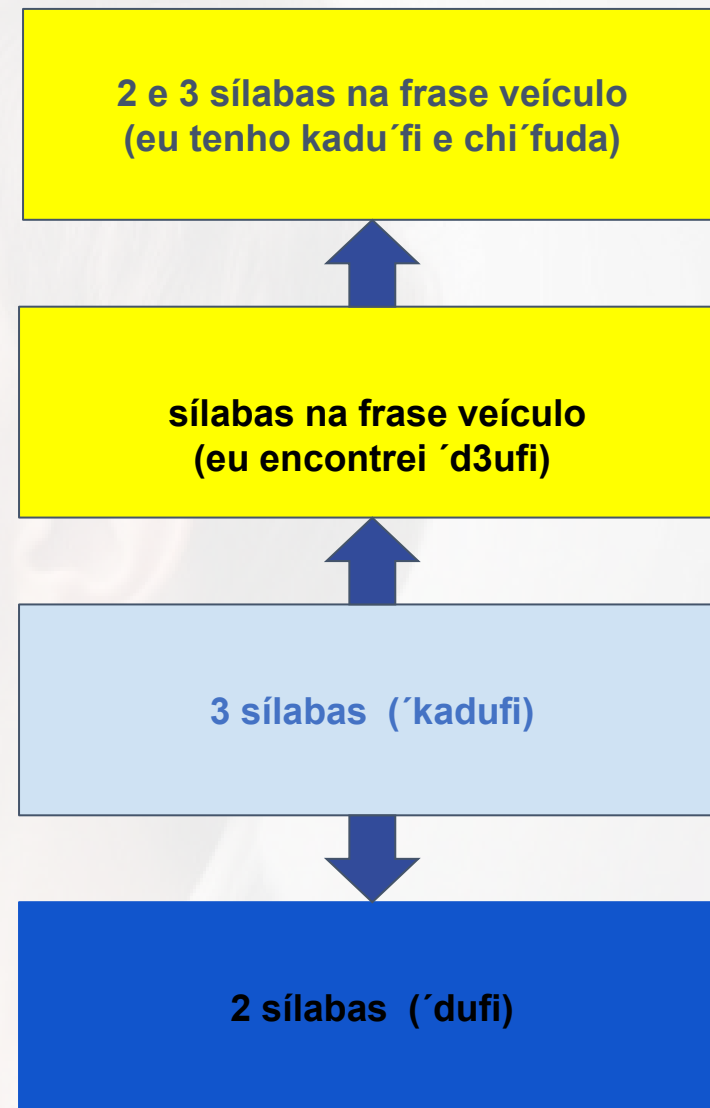 2 e 3 sílabas na frase veículo
(eu tenho kadu´fi e chi´fuda)
sílabas na frase veículo
(eu encontrei ´d3ufi)
3 sílabas  (´kadufi)
2 sílabas  (´dufi)